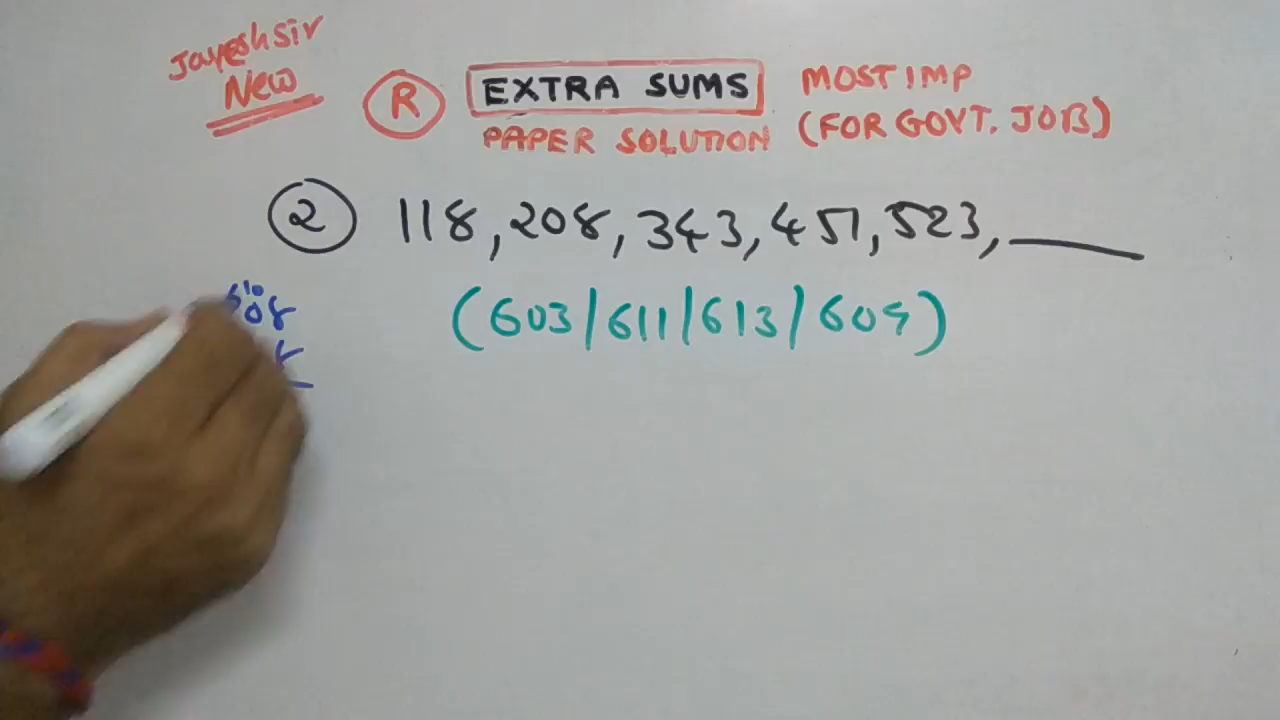 Jayesh Sir
New
R EXTRA SUMS MOST IMP
PAPER SOLUTION (FOR GOVT. JOB)
2 118, 208, 343, 451, 523, ____
(603/611/613/609)